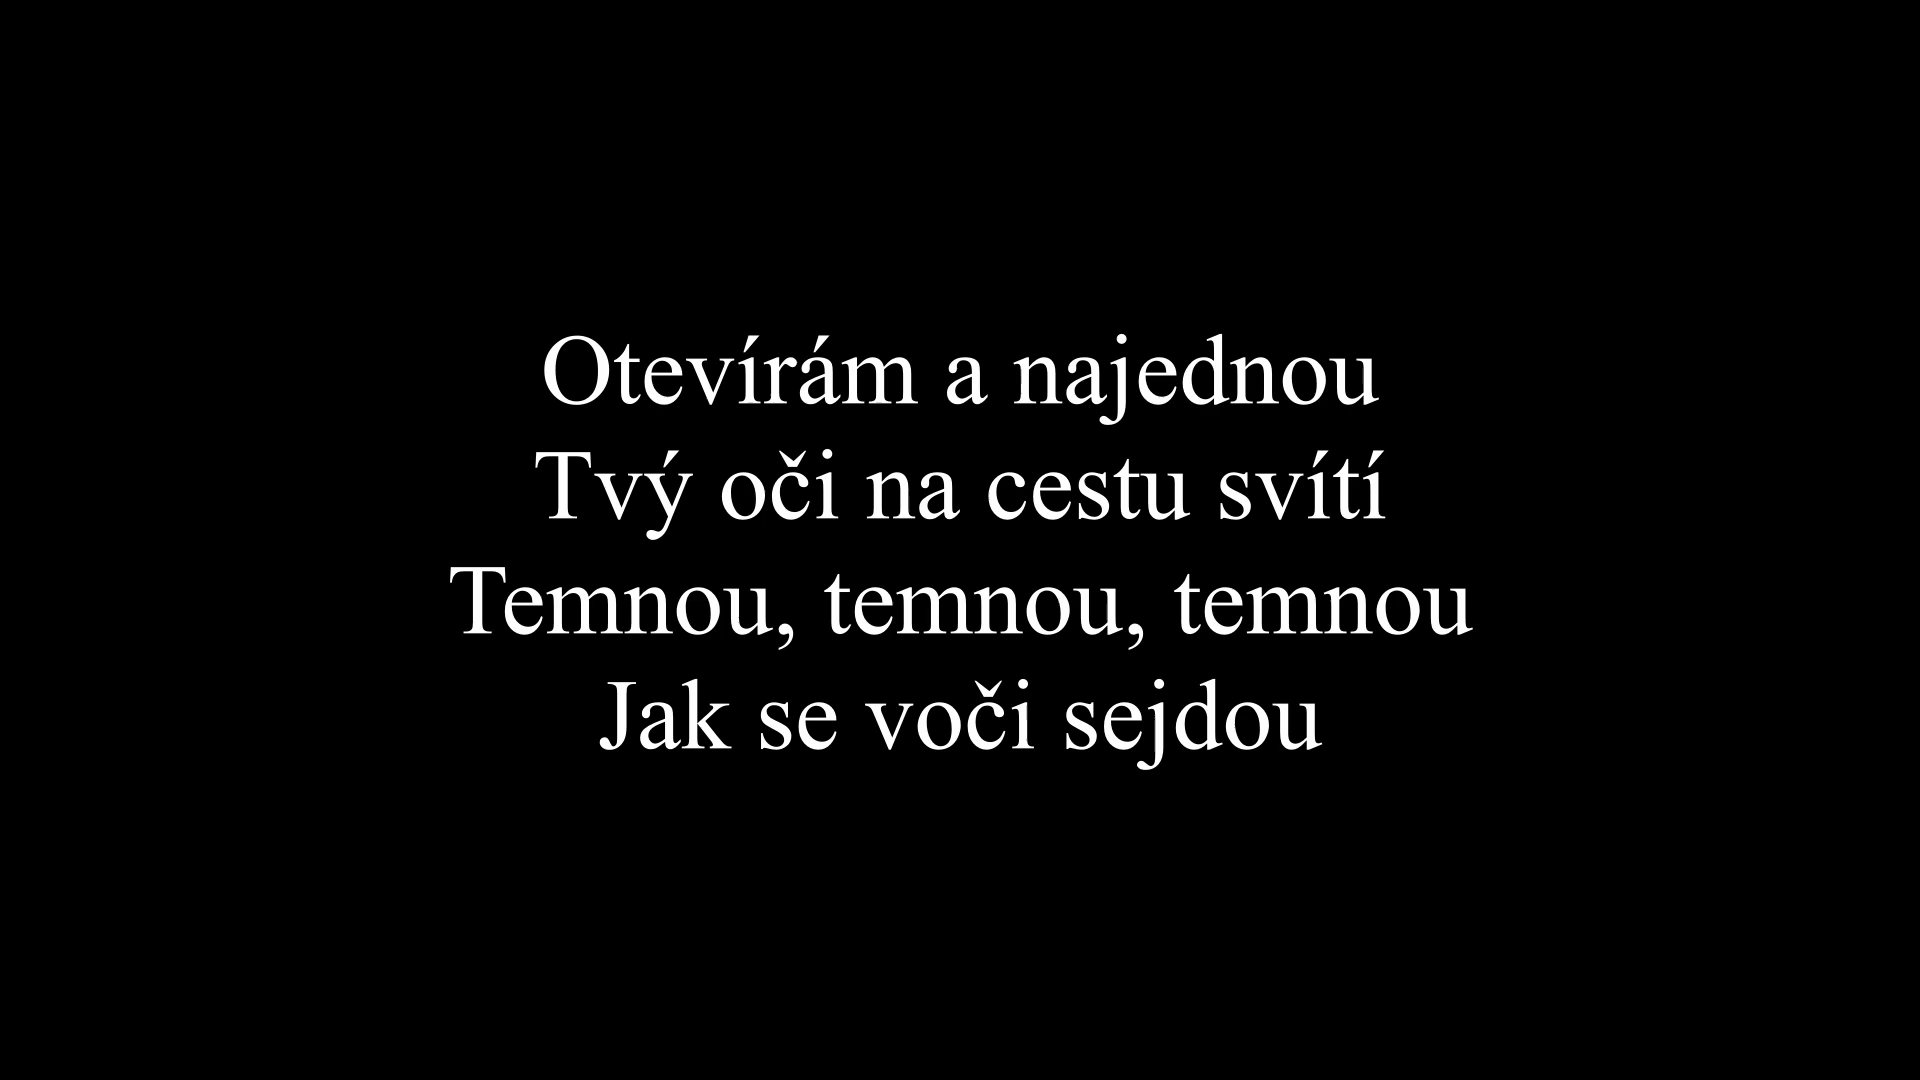 Otevírám a najednou
Tvý oči na cestu svítí
Temnou, temnou, temnou
Jak se voči sejdou